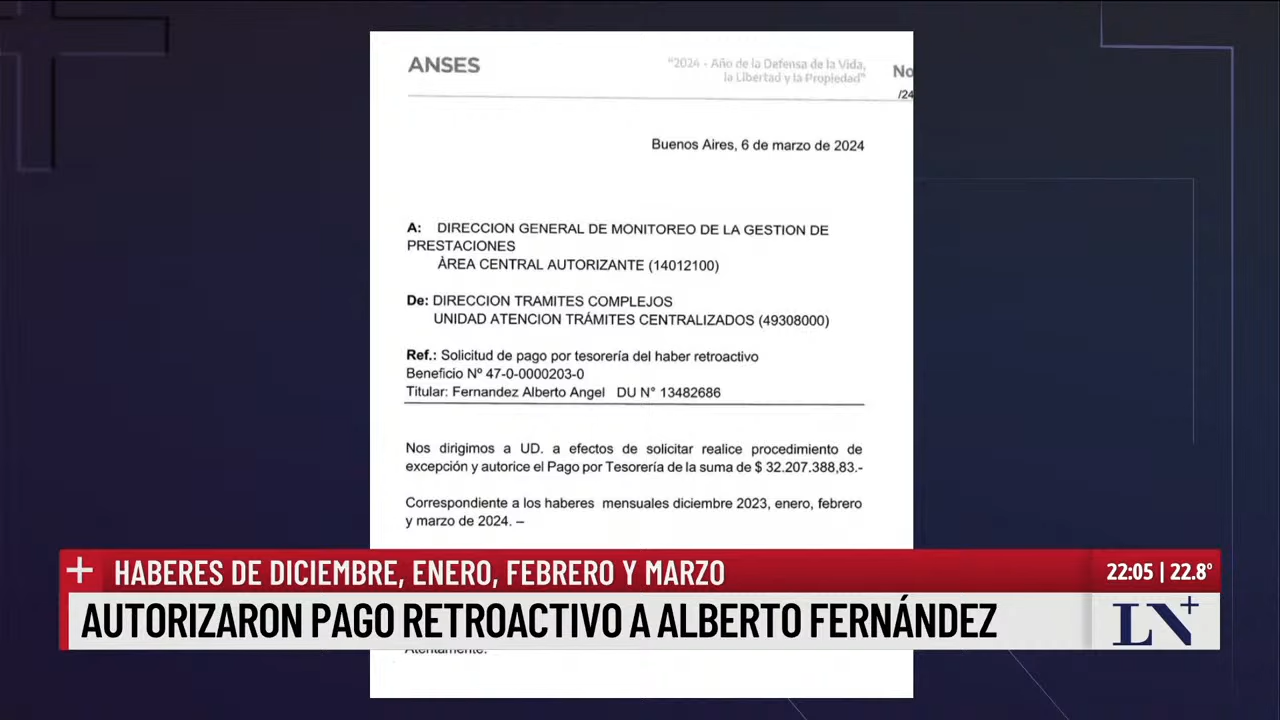 ANSES
"2024 - Año de la Defensa de la Vida,
la Libertad y la Propiedad"
No
/24
Buenos Aires, 6 de marzo de 2024
A: DIRECCION GENERAL DE MONITOREO DE LA GESTION DE
PRESTACIONES
ÀREA CENTRAL AUTORIZANTE (14012100)
De: DIRECCION TRAMITES COMPLEJOS
UNIDAD ATENCION TRÁMITES CENTRALIZADOS (49308000)
Ref.: Solicitud de pago por tesorería del haber retroactivo
Beneficio Nº 47-0-0000203-0
Titular: Fernandez Alberto Angel DU N° 13482686
Nos dirigimos a UD. a efectos de solicitar realice procedimiento de
excepción y autorice el Pago por Tesorería de la suma de $ 32.207.388,83.-
Correspondiente a los haberes mensuales diciembre 2023, enero, febrero
y marzo de 2024. –
HABERES DE DICIEMBRE, ENERO, FEBRERO Y MARZO
22:05 | 22.8°
AUTORIZARON PAGO RETROACTIVO A ALBERTO FERNÁNDEZ
LN+
Atentamente.